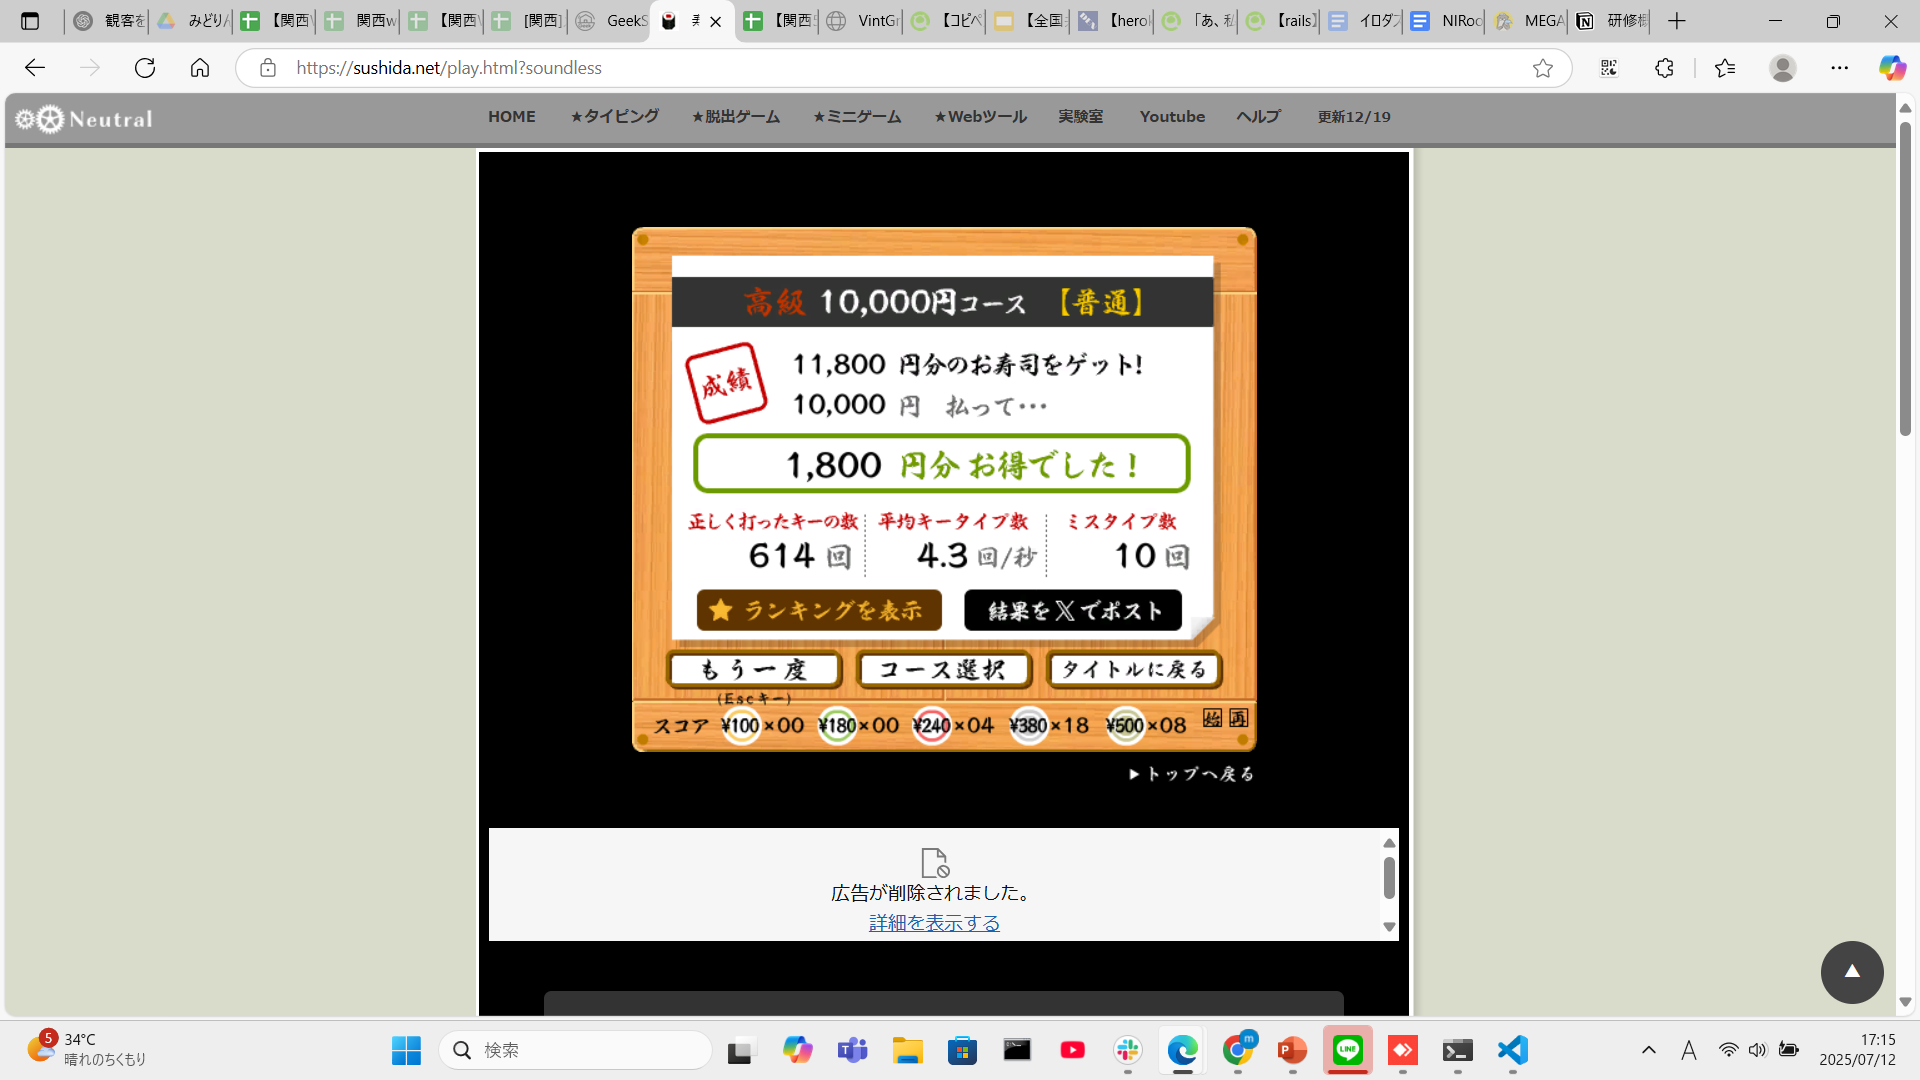 観客を
みどりん
【関西
関西w
【関西\
[関西].
GeekS
【関西S
VintGr
【コピペ
【全国
【herok
「あ、私
【rails】
イロダス
NIRoo
MEGA
研修棟
https://sushida.net/play.html?soundless
Neutral
HOME ★タイピング ★脱出ゲーム ★ミニゲーム ★Webツール 実験室 Youtube ヘルプ 更新12/19
高級 10,000円コース 【普通】
成績
11,800 円分のお寿司をゲット!
10,000 円 払って・・・
1,800 円分 お得でした！
正しく打ったキーの数 平均キータイプ数 ミスタイプ数
614 回 4.3 回/秒 10 回
★ ランキングを表示 結果を𝕏でポスト
もう一度 コース選択 タイトルに戻る
(Escキー)
スコア ¥100×00 ¥180×00 ¥240×04 ¥380×18 ¥500×08 始 再
▶トップへ戻る
広告が削除されました。
詳細を表示する
▲
5 34°C
晴れのちくもり
検索
m
LINE
A
17:15
2025/07/12